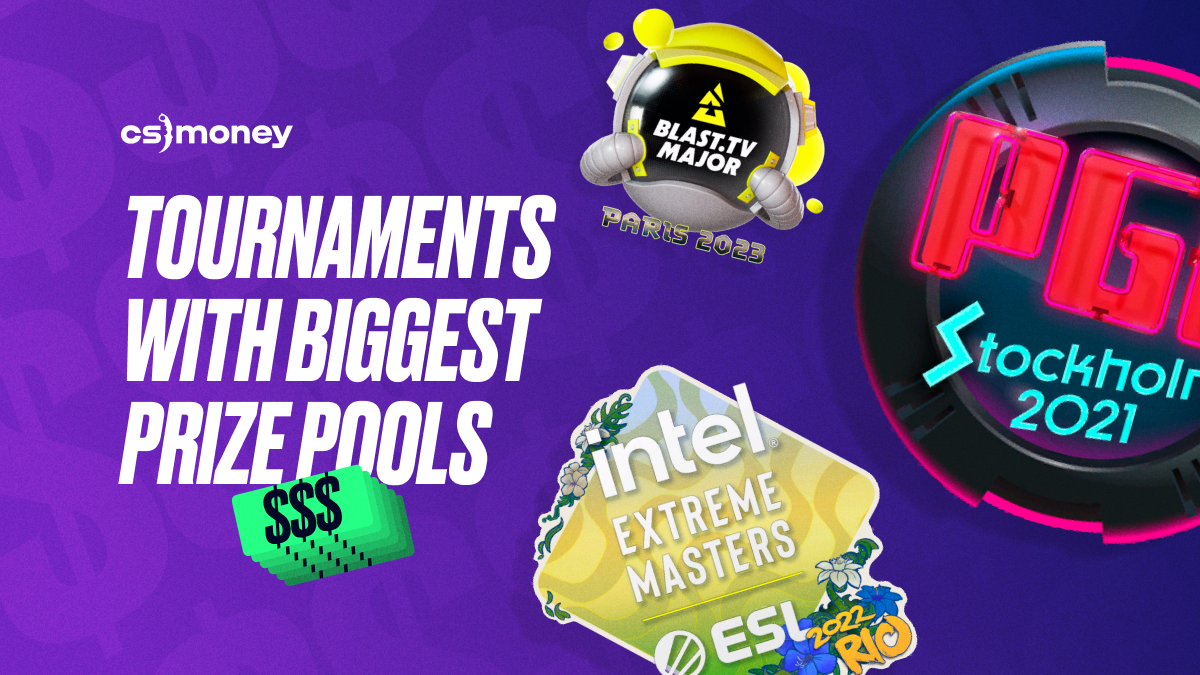 cs money
TOURNAMENTS
WITH BIGGEST
PRIZE POOLS
$$$
BLAST.TV
MAJOR
PARIS 2023
PG
Stockhol
2021
intel
EXTREME
MASTERS
ESL
2022
RIO